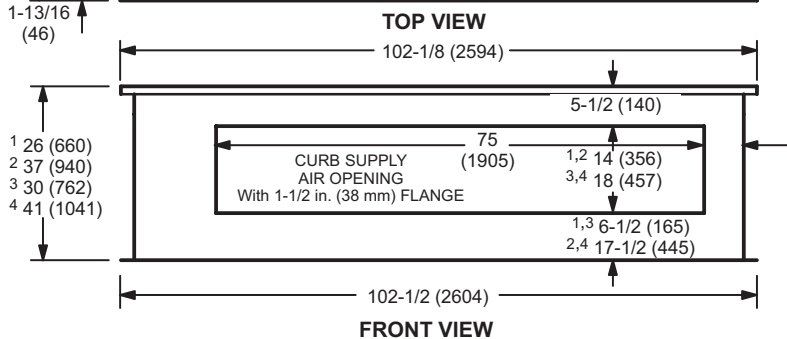 1-13/16
(46)
TOP VIEW
102-1/8 (2594)
5-1/2 (140)
1 26 (660)
2 37 (940)
3 30 (762)
4 41 (1041)
75
(1905)
CURB SUPPLY
AIR OPENING
With 1-1/2 in. (38 mm) FLANGE
1,2 14 (356)
3,4 18 (457)
1,3 6-1/2 (165)
2,4 17-1/2 (445)
102-1/2 (2604)
FRONT VIEW